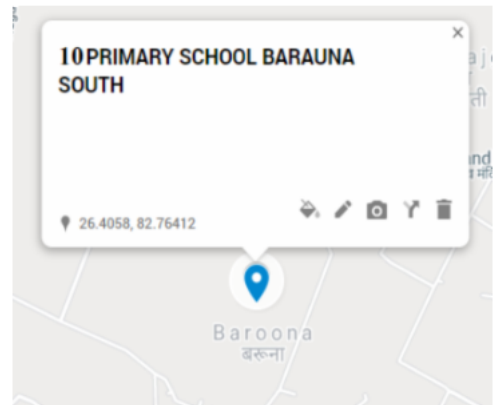 10PRIMARY SCHOOL BARAUNA
SOUTH
26.4058, 82.76412
Baroona
बरूना
ती